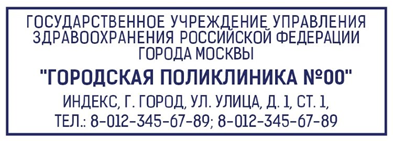 ГОСУДАРСТВЕННОЕ УЧРЕЖДЕНИЕ УПРАВЛЕНИЯ
ЗДРАВООХРАНЕНИЯ РОССИЙСКОЙ ФЕДЕРАЦИИ
ГОРОДА МОСКВЫ
"ГОРОДСКАЯ ПОЛИКЛИНИКА №00"
ИНДЕКС, Г. ГОРОД, УЛ. УЛИЦА, Д. 1, СТ. 1,
ТЕЛ.: 8-012-345-67-89; 8-012-345-67-89